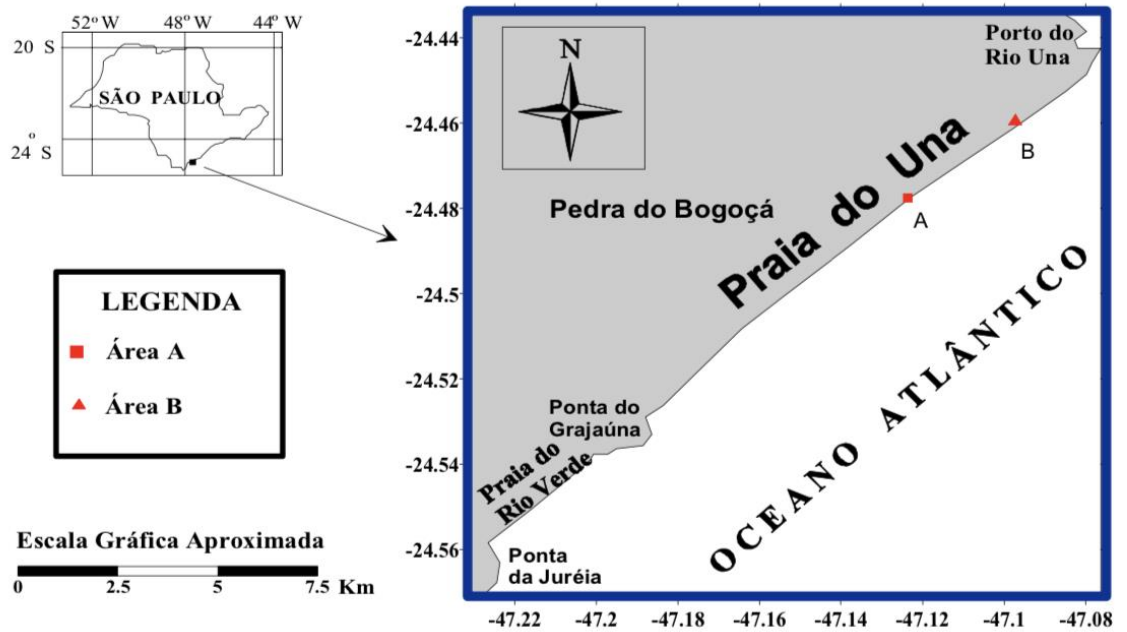 52° W 48° W 44° W
20 S
SÃO PAULO
24° S
LEGENDA
Área A
Área B
Escala Gráfica Aproximada
0 2.5 5 7.5 Km
-24.44
-24.46
-24.48
-24.5
-24.52
-24.54
-24.56
N
Porto do
Rio Una
B
A
Praia do Una
Pedra do Bogoçá
OCEANO ATLÂNTICO
Ponta do
Grajaúna
Praia do
Rio Verde
Ponta
da Juréia
-47.22 -47.2 -47.18 -47.16 -47.14 -47.12 -47.1 -47.08